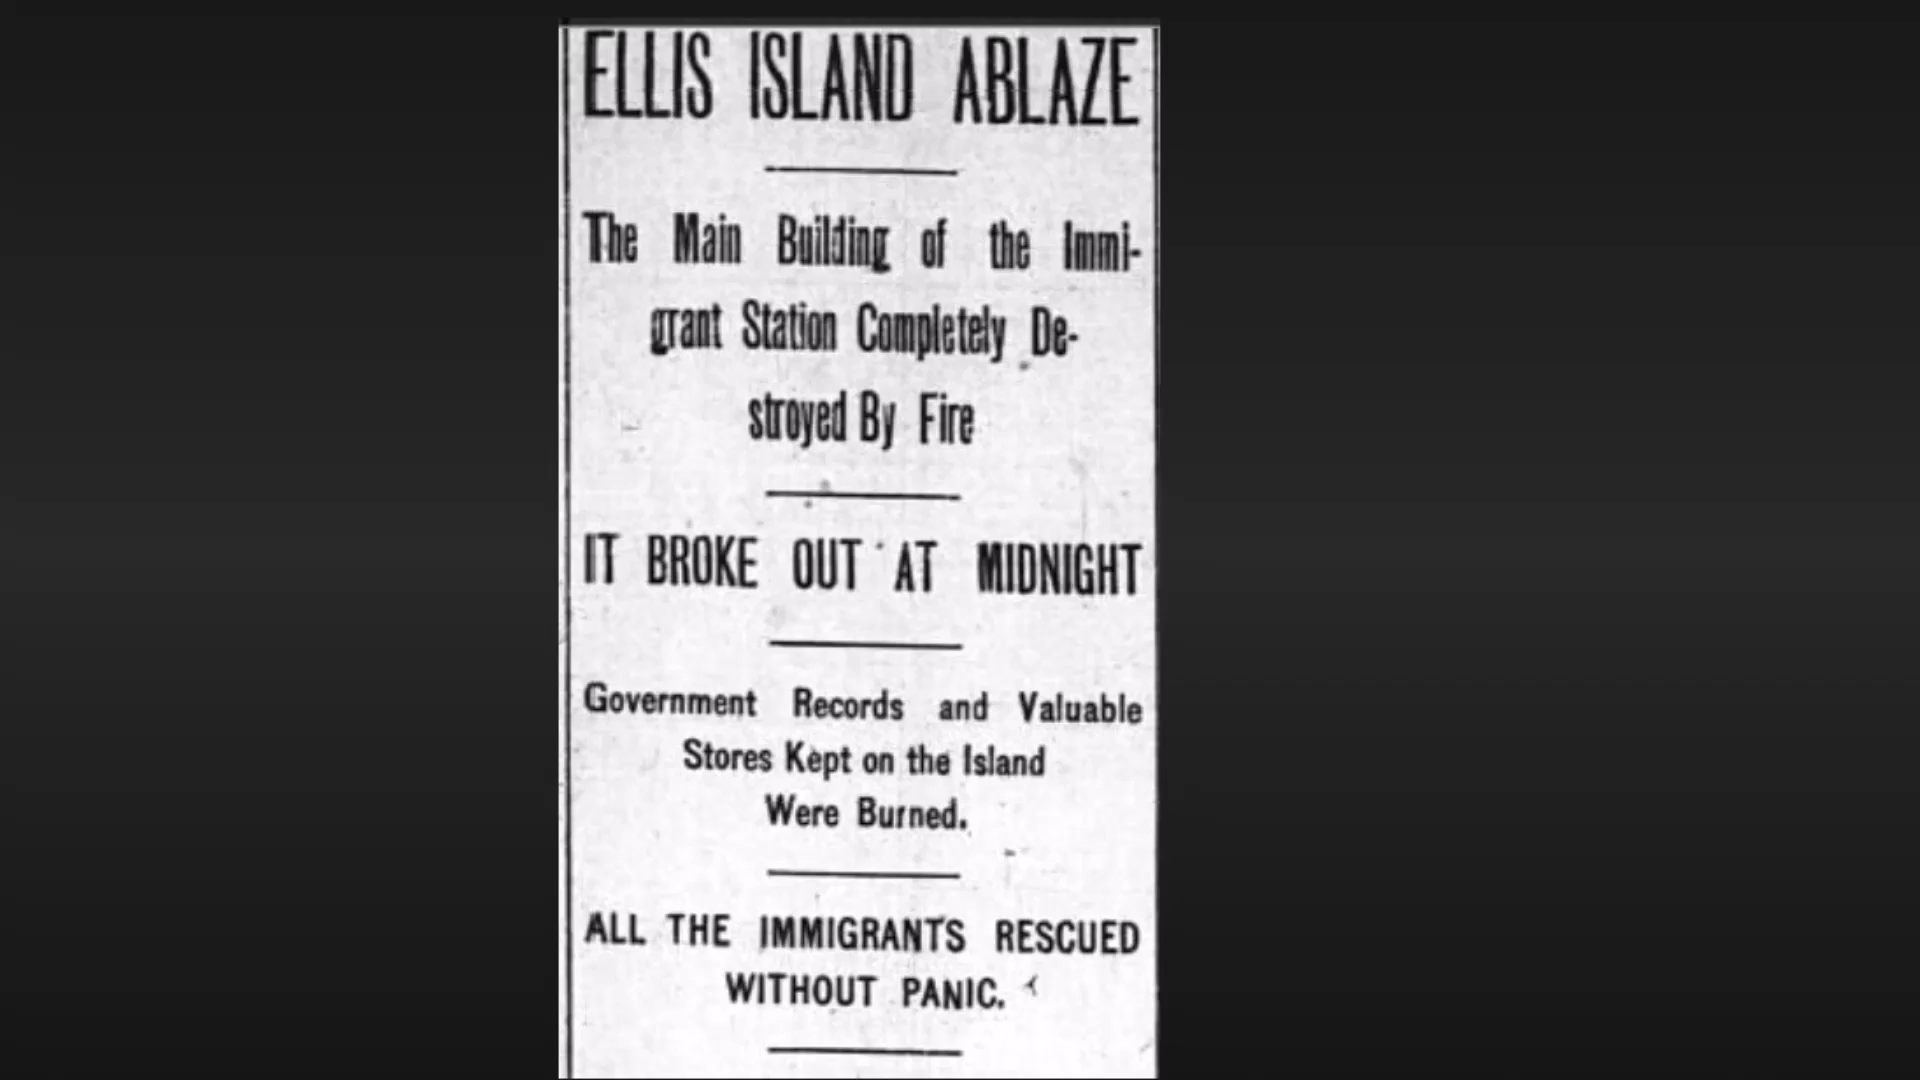 ELLIS ISLAND ABLAZE
The Main Building of the Immi-
grant Station Completely De-
stroyed By Fire
IT BROKE OUT AT MIDNIGHT
Government Records and Valuable
Stores Kept on the Island
Were Burned.
ALL THE IMMIGRANTS RESCUED
WITHOUT PANIC.